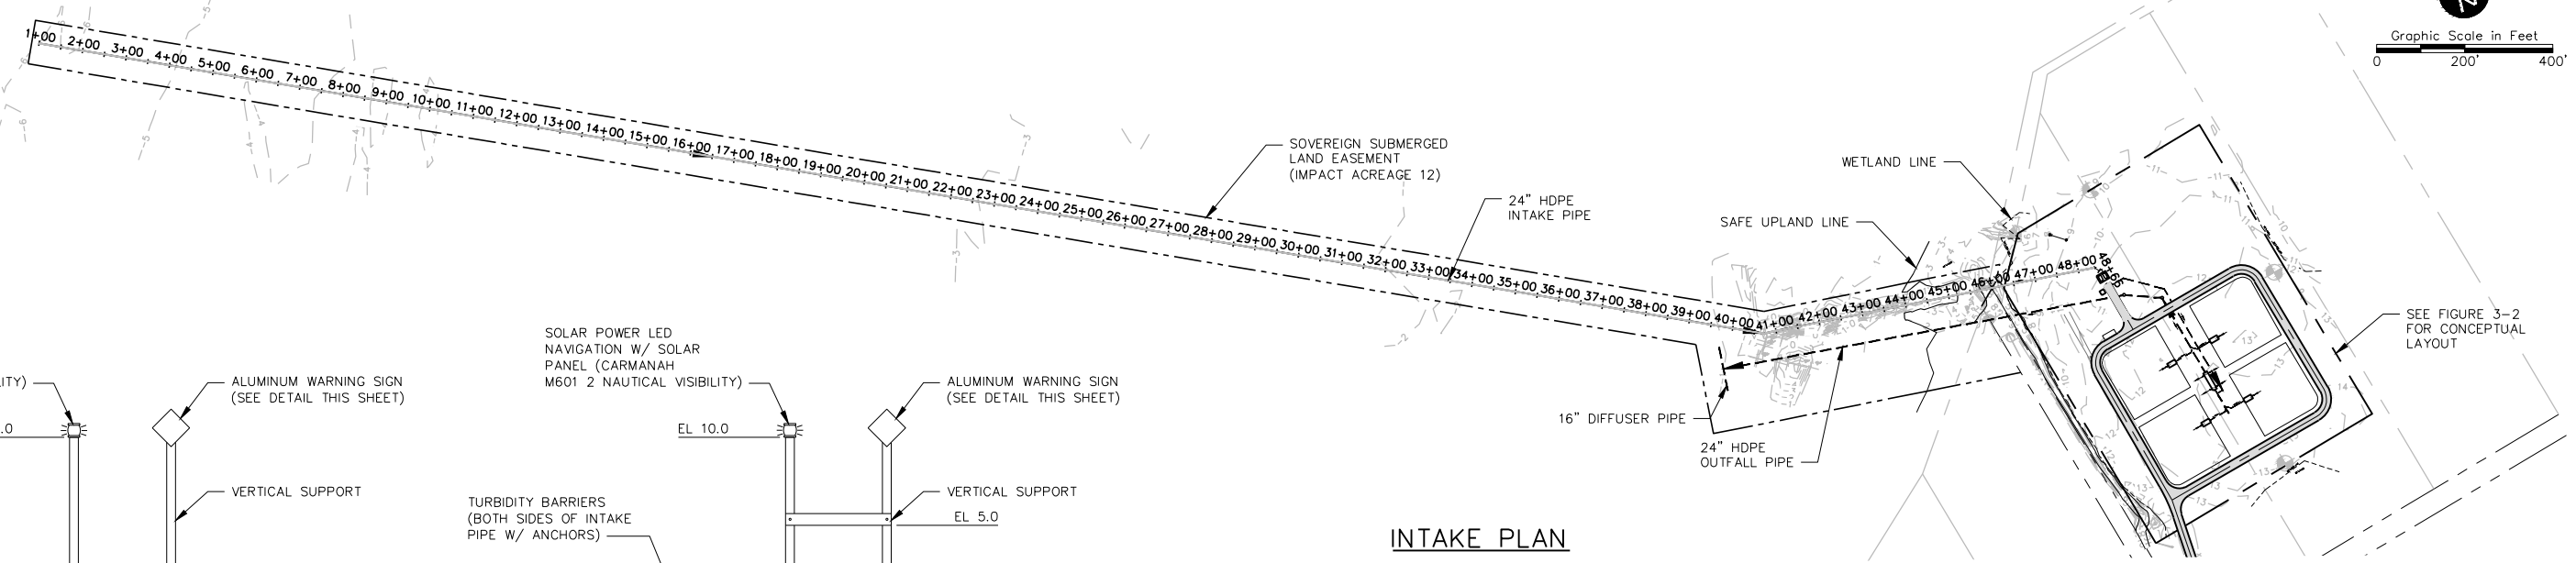 Graphic Scale in Feet
0 200' 400'
1+00 2+00 3+00 4+00 5+00 6+00 7+00 8+00 9+00 10+00 11+00 12+00 13+00 14+00 15+00 16+00 17+00 18+00 19+00 20+00 21+00 22+00 23+00 24+00 25+00 26+00 27+00 28+00 29+00 30+00 31+00 32+00 33+00 34+00 35+00 36+00 37+00 38+00 39+00 40+00 41+00 42+00 43+00 44+00 45+00 46+00 47+00 48+00 48+65
SOVEREIGN SUBMERGED
LAND EASEMENT
(IMPACT ACREAGE 12)
24" HDPE
INTAKE PIPE
WETLAND LINE
SAFE UPLAND LINE
SEE FIGURE 3-2
FOR CONCEPTUAL
LAYOUT
16" DIFFUSER PIPE
24" HDPE
OUTFALL PIPE
ALUMINUM WARNING SIGN
(SEE DETAIL THIS SHEET)
VERTICAL SUPPORT
SOLAR POWER LED
NAVIGATION W/ SOLAR
PANEL (CARMANAH
M601 2 NAUTICAL VISIBILITY)
EL 10.0
ALUMINUM WARNING SIGN
(SEE DETAIL THIS SHEET)
VERTICAL SUPPORT
EL 5.0
TURBIDITY BARRIERS
(BOTH SIDES OF INTAKE
PIPE W/ ANCHORS)
INTAKE PLAN